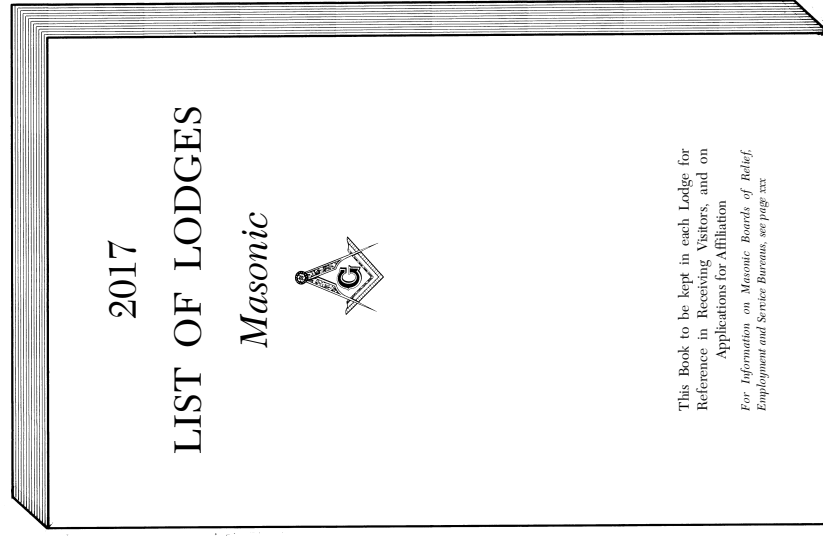 2017
LIST OF LODGES
Masonic
G
This Book to be kept in each Lodge for
Reference in Receiving Visitors, and on
Applications for Affiliation
For Information on Masonic Boards of Relief,
Employment and Service Bureaus, see page xxx